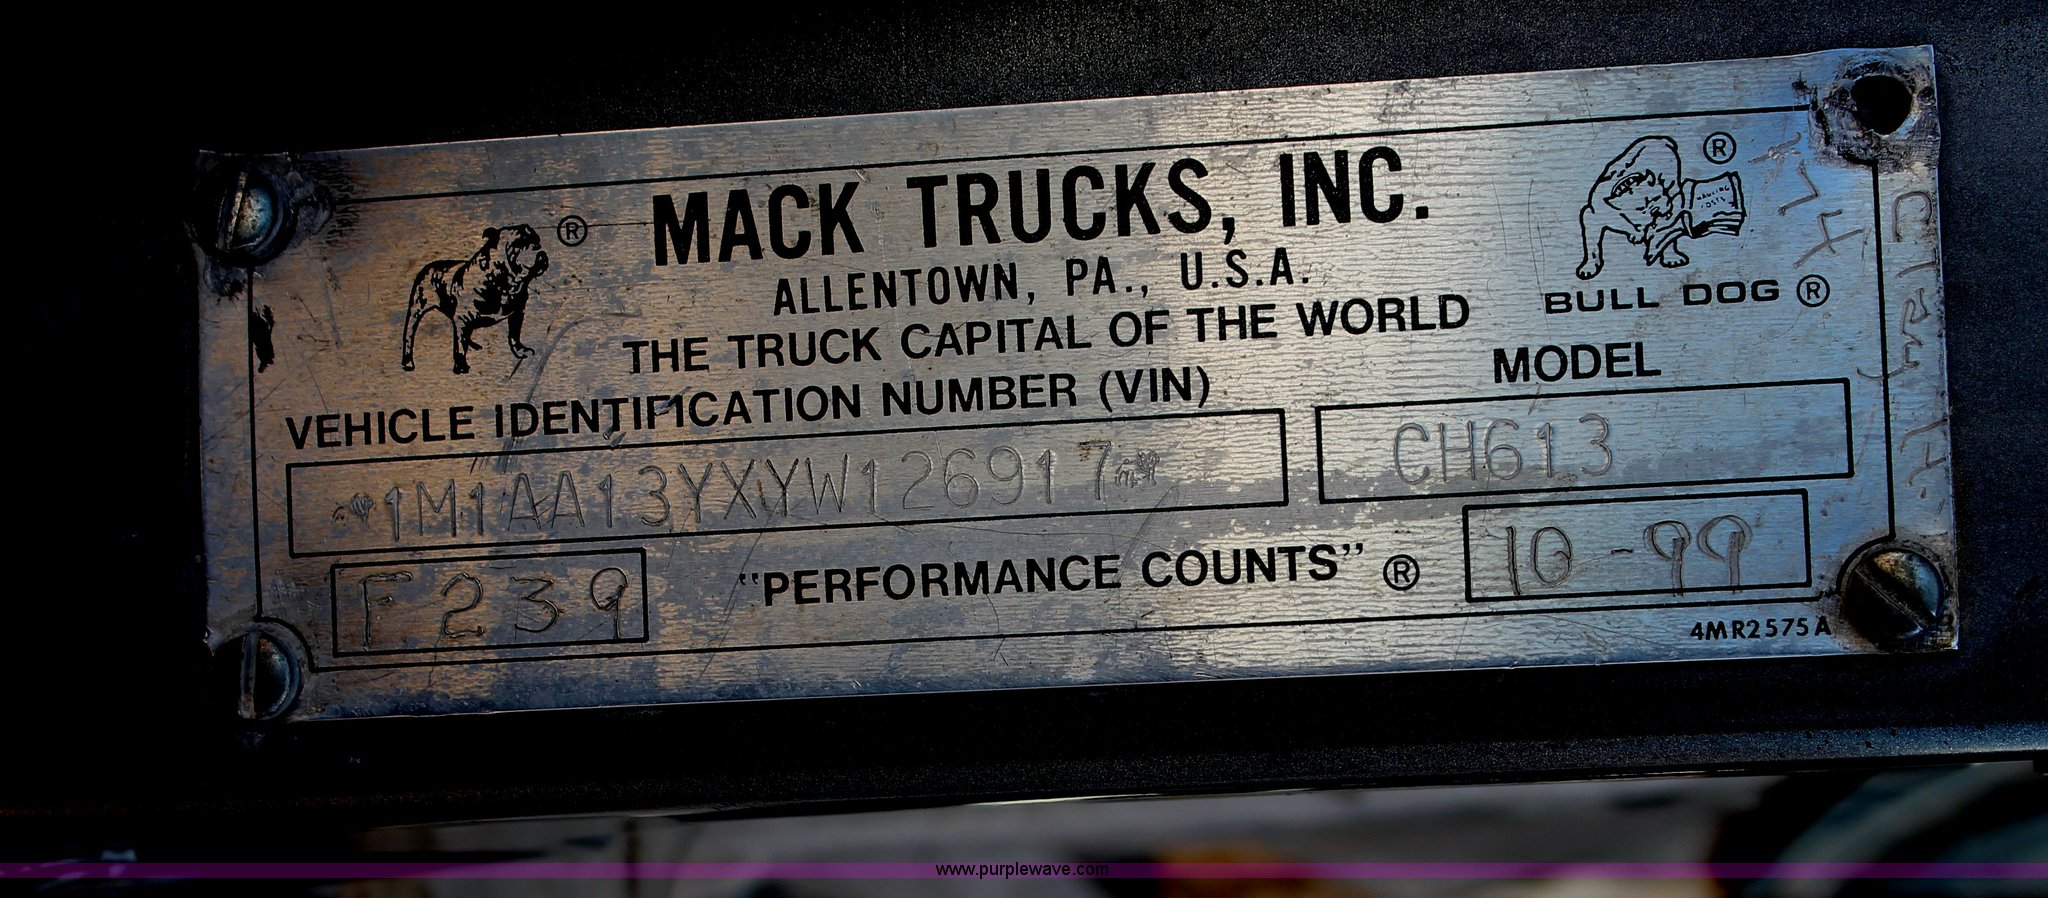 ® MACK TRUCKS, INC. ®
ALLENTOWN, PA., U.S.A.
BULL DOG ®
THE TRUCK CAPITAL OF THE WORLD
VEHICLE IDENTIFICATION NUMBER (VIN) MODEL
1M1AA13YXYW126917 CH613
F239 "PERFORMANCE COUNTS" ® 10-99
4MR2575A
www.purplewave.com